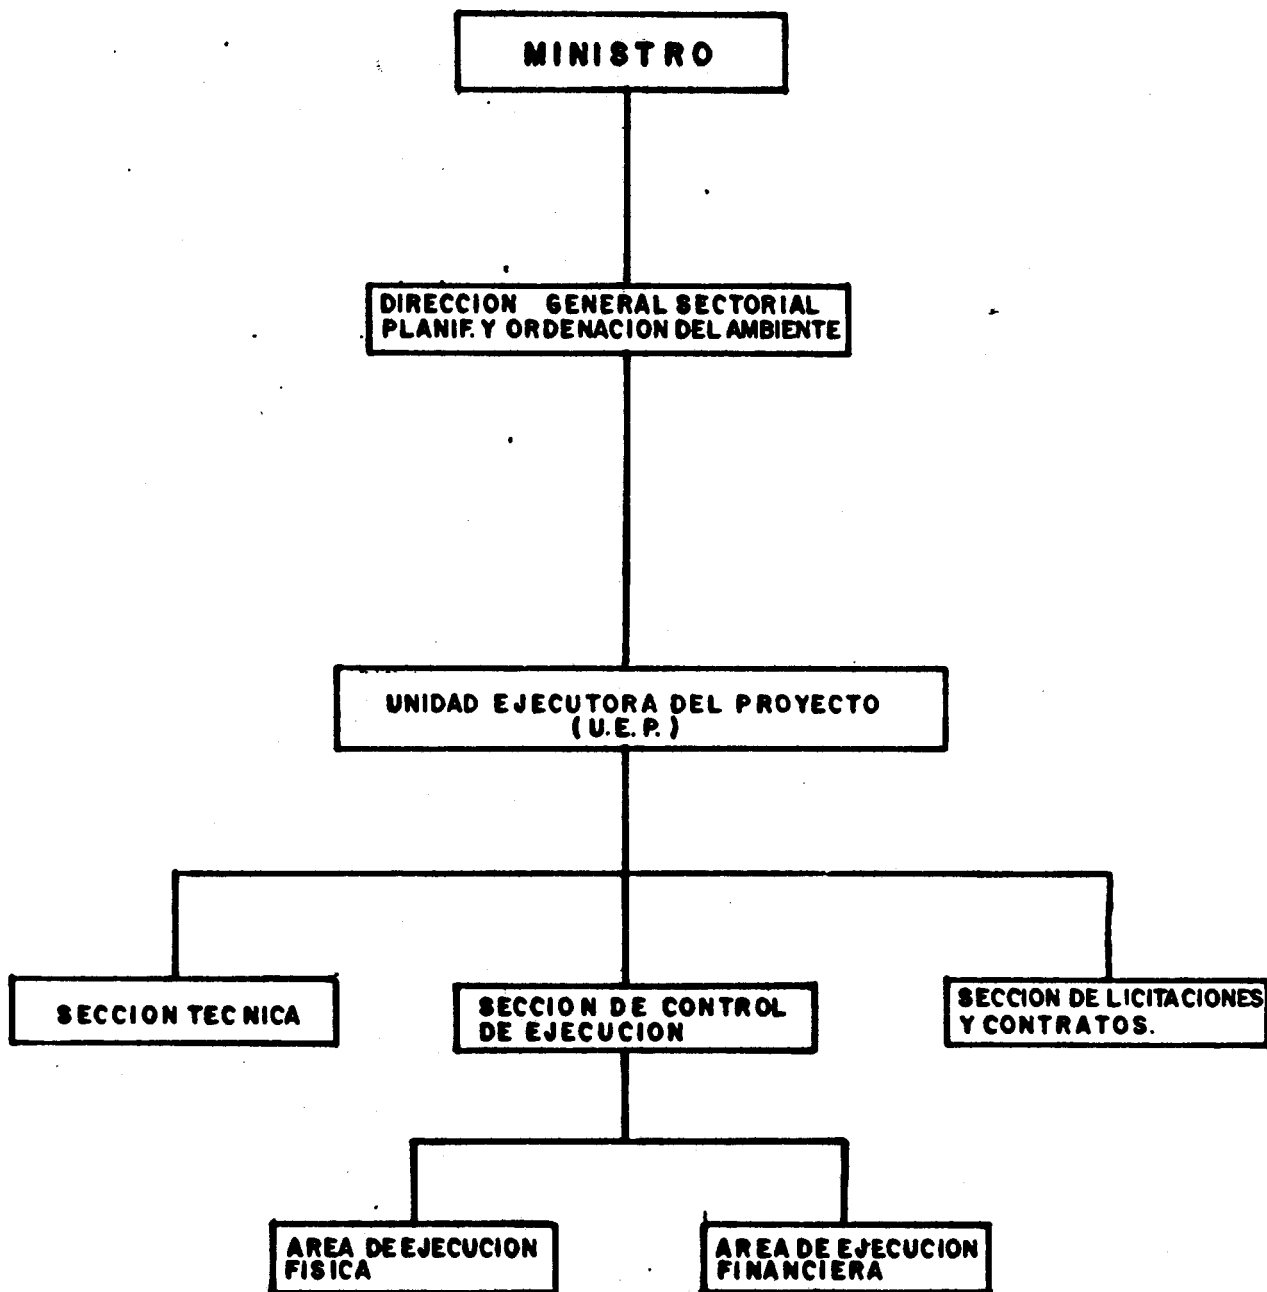 MINISTRO
DIRECCION GENERAL SECTORIAL
PLANIF. Y ORDENACION DEL AMBIENTE
UNIDAD EJECUTORA DEL PROYECTO
(U.E.P.)
SECCION TECNICA
SECCION DE CONTROL
DE EJECUCION
SECCION DE LICITACIONES
Y CONTRATOS.
AREA DE EJECUCION
FISICA
AREA DE EJECUCION
FINANCIERA